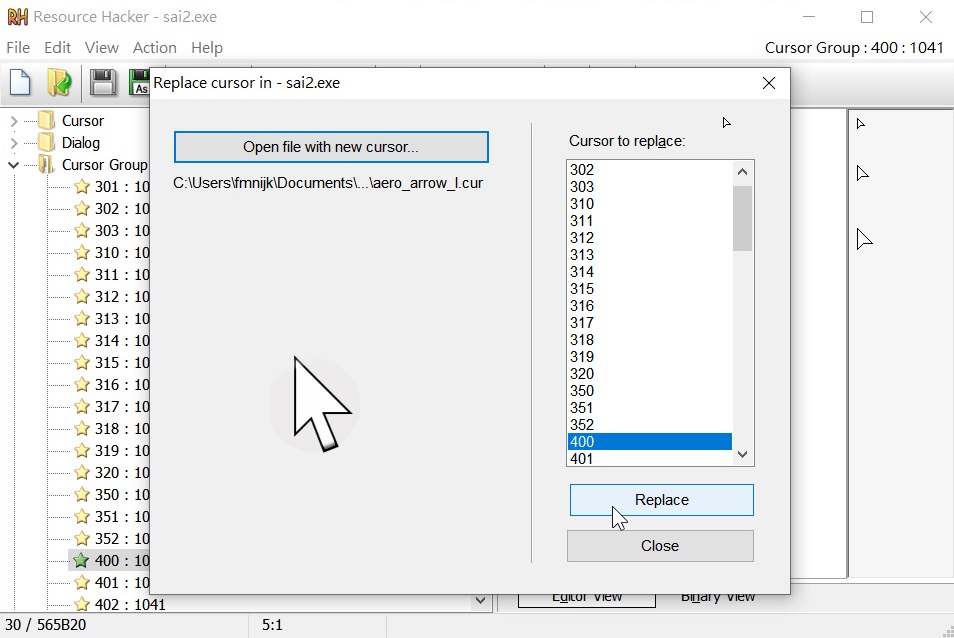 Resource Hacker - sai2.exe
File Edit View Action Help
Cursor Group : 400 : 1041
As
Replace cursor in - sai2.exe
Cursor
Dialog
Cursor Group
301 : 10
302 : 10
303 : 10
310 : 10
311 : 10
312 : 10
313 : 10
314 : 10
315 : 10
316 : 10
317 : 10
318 : 10
319 : 10
320 : 10
350 : 10
351 : 10
352 : 10
400 : 10
401 : 10
402 : 1041
Open file with new cursor...
C:\Users\fmnijk\Documents\...\aero_arrow_l.cur
Cursor to replace:
302
303
310
311
312
313
314
315
316
317
318
319
320
350
351
352
400
401
Replace
Close
Editor View
Binary View
30 / 565B20
5:1